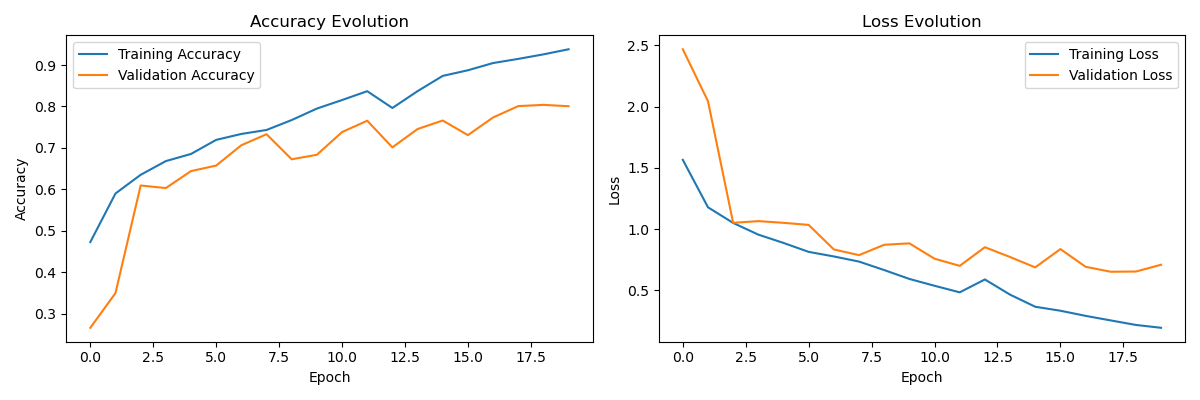 Accuracy Evolution
Training Accuracy
Validation Accuracy
0.9
0.8
0.7
0.6
0.5
0.4
0.3
Accuracy
0.0 2.5 5.0 7.5 10.0 12.5 15.0 17.5
Epoch
Loss Evolution
Training Loss
Validation Loss
2.5
2.0
1.5
1.0
0.5
Loss
0.0 2.5 5.0 7.5 10.0 12.5 15.0 17.5
Epoch